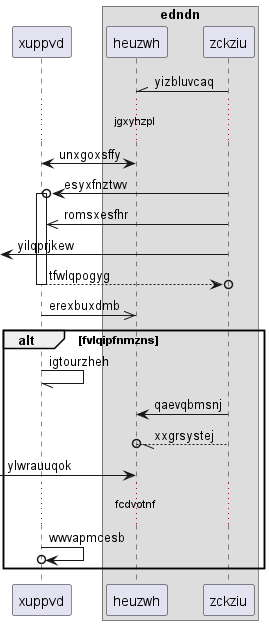 edndn
xuppvd heuzwh zckziu
yizbluvcaq
jgxyhzpl
unxgoxsffy
esyxfnztwv
romsxesfhr
yilqprjkew
tfwlqpogyg
erexbuxdmb
alt [fvlqipfnmzns]
igtourzheh
qaevqbmsnj
xxgrsystej
ylwrauuqok
fcdvotnf
wwvapmcesb
xuppvd heuzwh zckziu